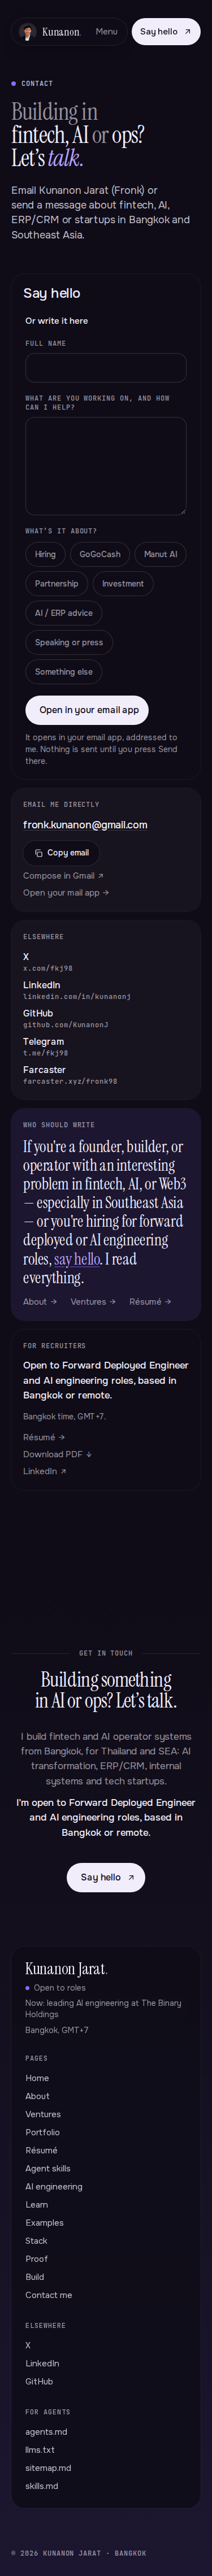 Kunanon.
Menu
Say hello ↗
CONTACT
Building in
fintech, AI or ops?
Let's talk.
Email Kunanon Jarat (Fronk) or
send a message about fintech, AI,
ERP/CRM or startups in Bangkok and
Southeast Asia.
Say hello
Or write it here
FULL NAME
WHAT ARE YOU WORKING ON, AND HOW
CAN I HELP?
WHAT'S IT ABOUT?
Hiring
GoGoCash
Manut AI
Partnership
Investment
AI / ERP advice
Speaking or press
Something else
Open in your email app
It opens in your email app, addressed to
me. Nothing is sent until you press Send
there.
EMAIL ME DIRECTLY
fronk.kunanon@gmail.com
Copy email
Compose in Gmail ↗
Open your mail app →
ELSEWHERE
X
x.com/fkj98
LinkedIn
linkedin.com/in/kunanonj
GitHub
github.com/KunanonJ
Telegram
t.me/fkj98
Farcaster
farcaster.xyz/fronk98
WHO SHOULD WRITE
If you're a founder, builder, or
operator with an interesting
problem in fintech, AI, or Web3
— especially in Southeast Asia
— or you're hiring for forward
deployed or AI engineering
roles, say hello. I read
everything.
About → Ventures → Résumé →
FOR RECRUITERS
Open to Forward Deployed Engineer
and AI engineering roles, based in
Bangkok or remote.
Bangkok time, GMT+7.
Résumé →
Download PDF ↓
LinkedIn ↗
GET IN TOUCH
Building something
in AI or ops? Let's talk.
I build fintech and AI operator systems
from Bangkok, for Thailand and SEA: AI
transformation, ERP/CRM, internal
systems and tech startups.
I'm open to Forward Deployed Engineer
and AI engineering roles, based in
Bangkok or remote.
Say hello ↗
Kunanon Jarat.
Open to roles
Now: leading AI engineering at The Binary
Holdings
Bangkok, GMT+7
PAGES
Home
About
Ventures
Portfolio
Résumé
Agent skills
AI engineering
Learn
Examples
Stack
Proof
Build
Contact me
ELSEWHERE
X
LinkedIn
GitHub
FOR AGENTS
agents.md
llms.txt
sitemap.md
skills.md
© 2026 KUNANON JARAT · BANGKOK